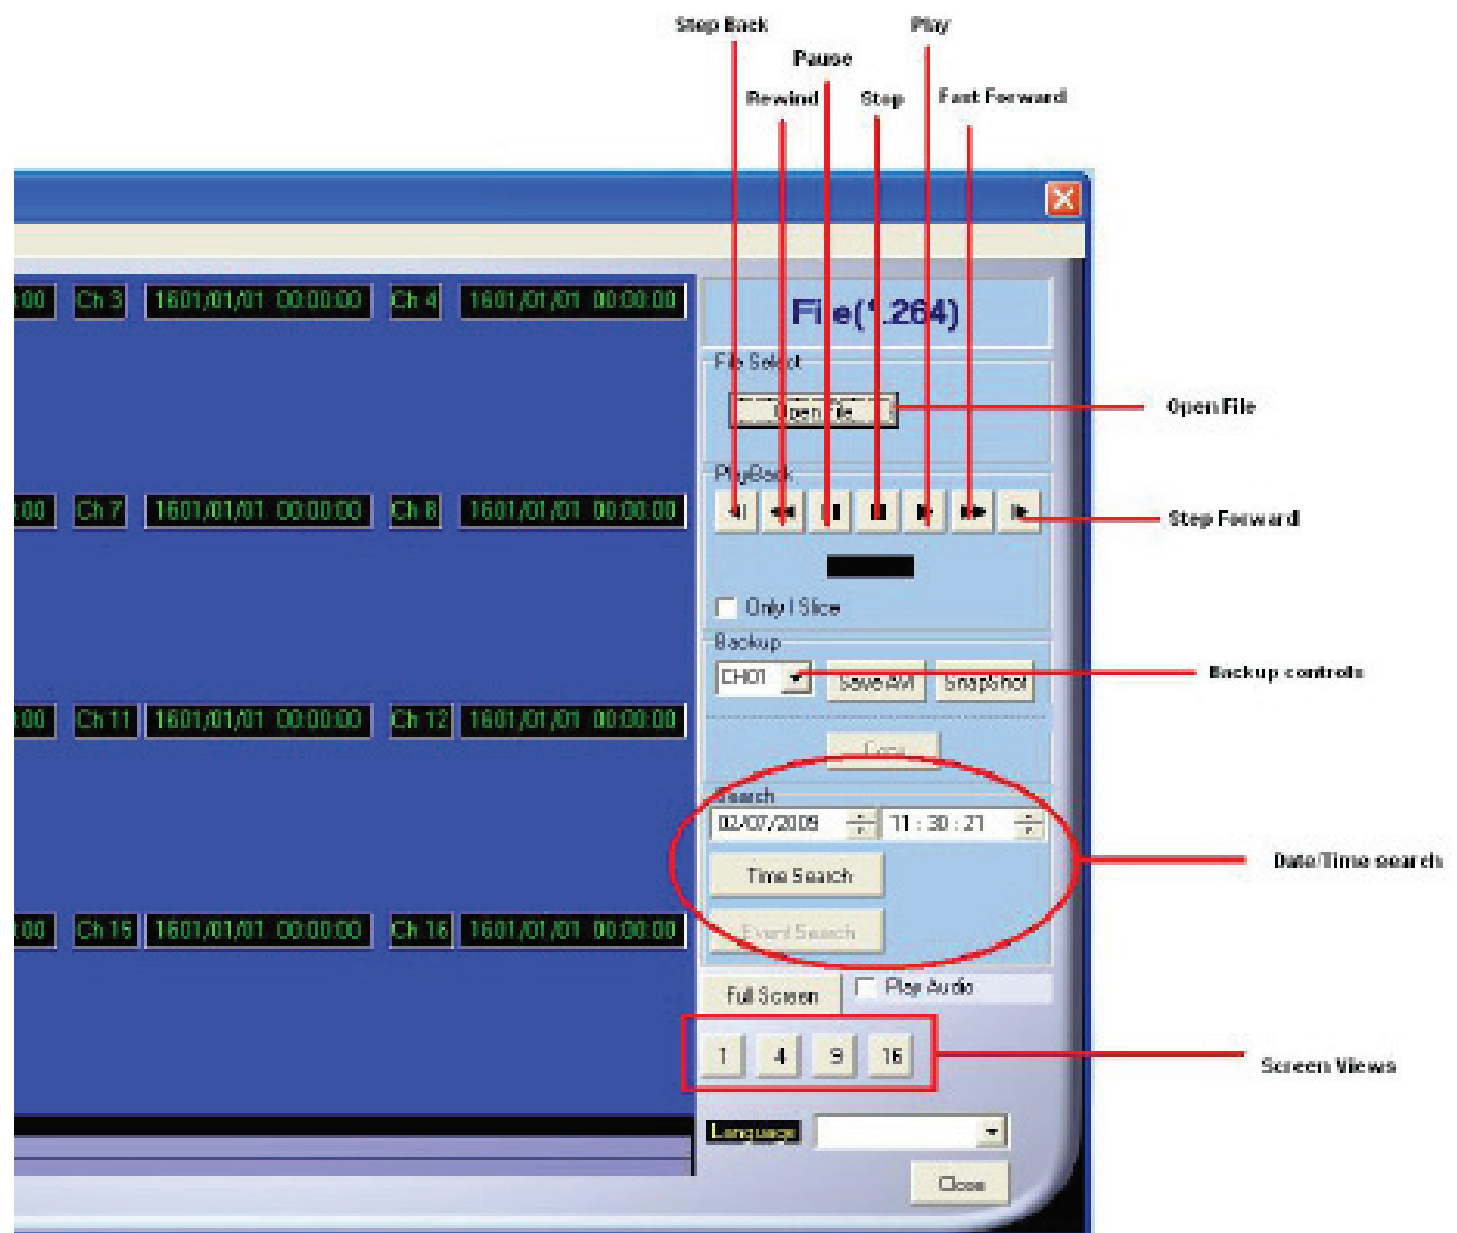 Step Back Play
Pause
Rewind Stop Fast Forward
:00 Ch 3 1601/01/01 00:00:00 Ch 4 1601/01/01 00:00:00
File(*.264)
File Select
Open File
Open File
PlayBack
:00 Ch 7 1601/01/01 00:00:00 Ch 8 1601/01/01 00:00:00
Step Forward
Only I Slice
Backup
CH01 Save AVI SnapShot
Backup controls
:00 Ch 11 1601/01/01 00:00:00 Ch 12 1601/01/01 00:00:00
Copy
Search
02/07/2009 11 : 30 : 21
Date/Time search
Time Search
:00 Ch 15 1601/01/01 00:00:00 Ch 16 1601/01/01 00:00:00
Event Search
Full Screen Play Audio
1 4 9 16
Screen Views
Language
Close